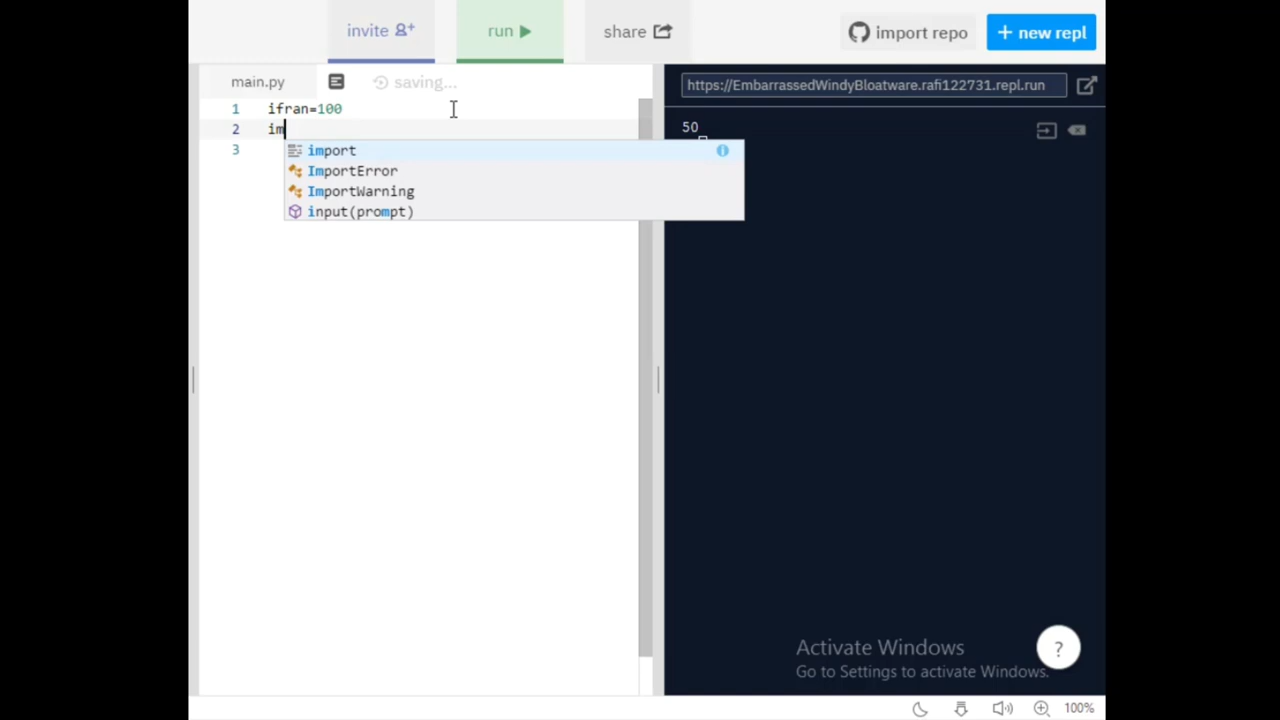 invite
run
share
import repo
+ new repl
main.py
saving...
https://EmbarrassedWindyBloatware.rafi122731.repl.run
1 ifran=100
2 im
3
import
ImportError
ImportWarning
input(prompt)
50
Activate Windows
Go to Settings to activate Windows.
?
100%